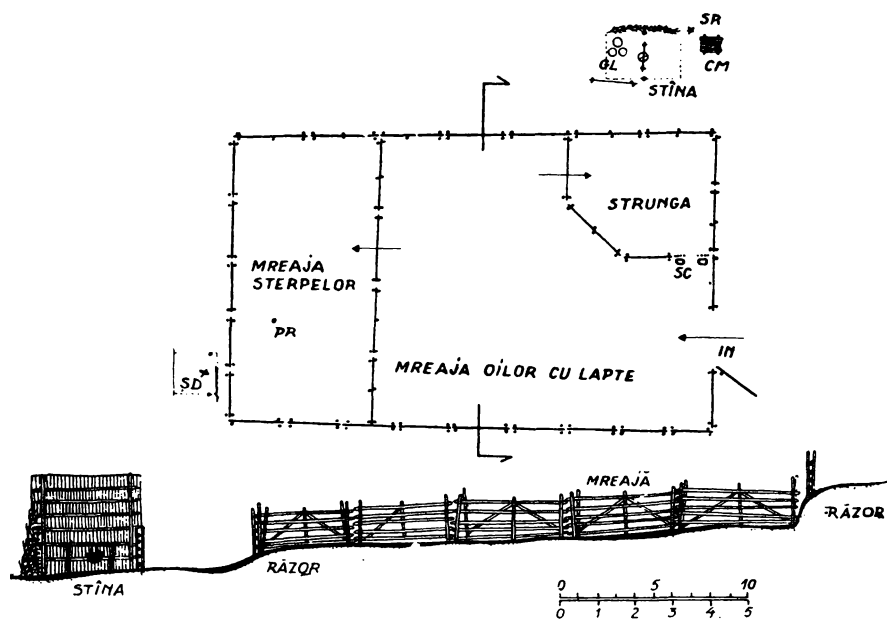 SR
GL
CM
STÎNA
STRUNGA
MREAJA
STERPELOR
SC
PR
IN
MREAJA OILOR CU LAPTE
SD
MREAJĂ
RĂZOR
RĂZOR
STÎNA
0 5 10
0 1 2 3 4 5